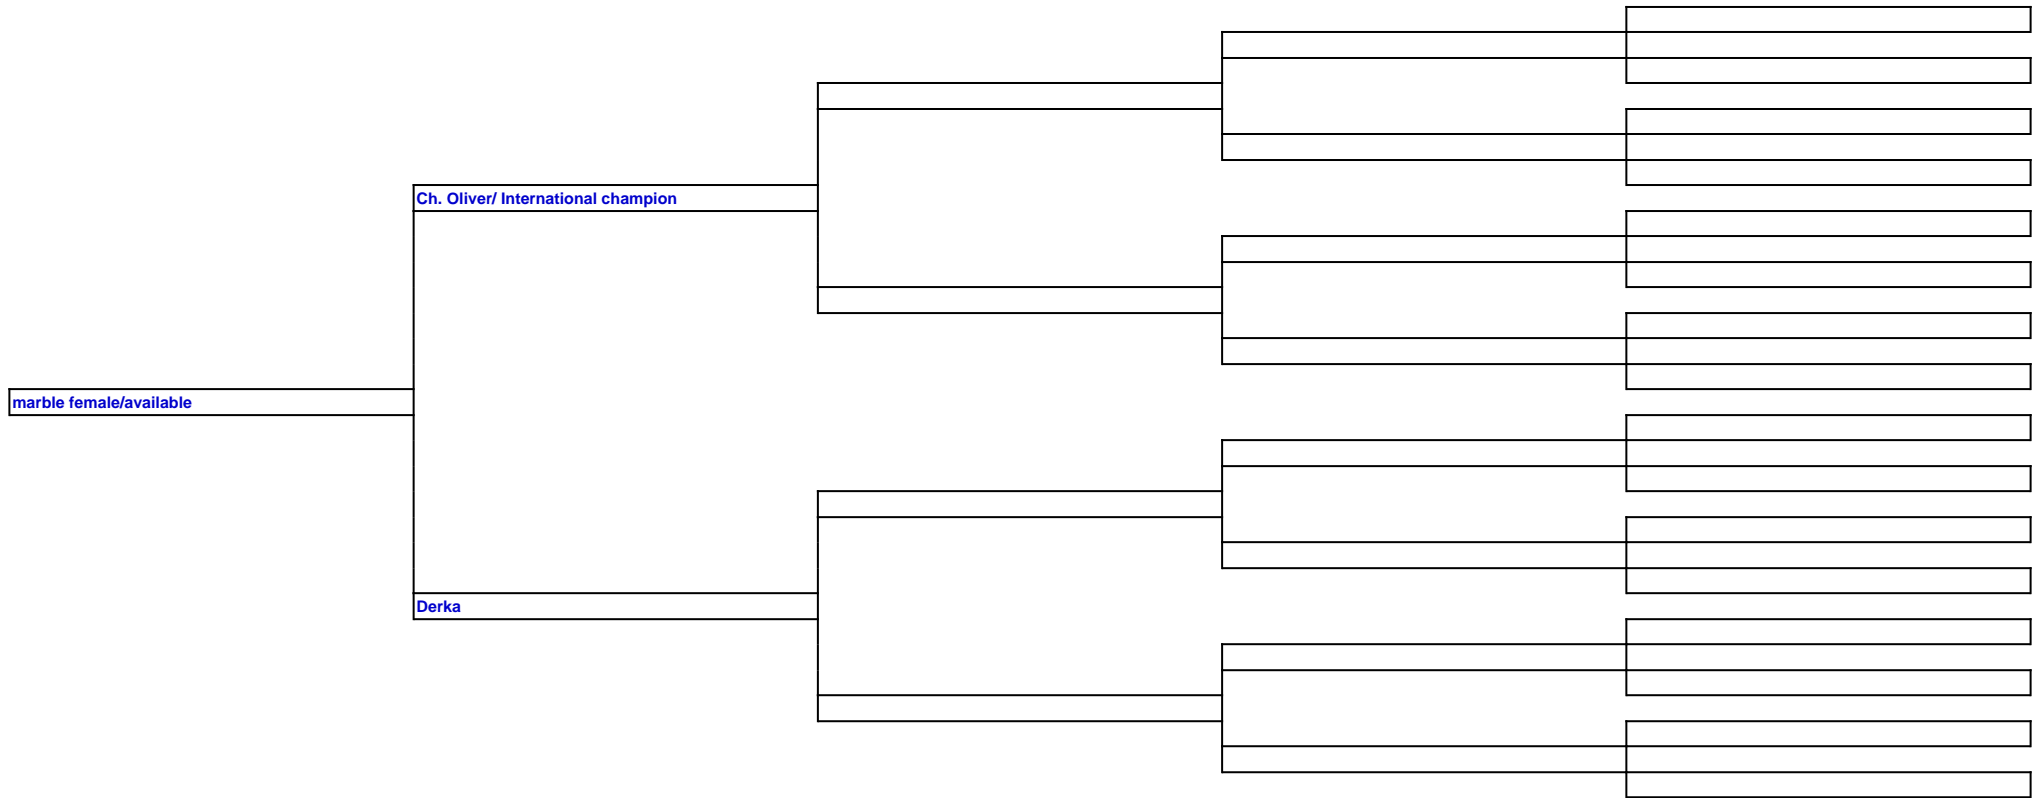 Ch. Oliver/ International champion
marble female/available
Derka